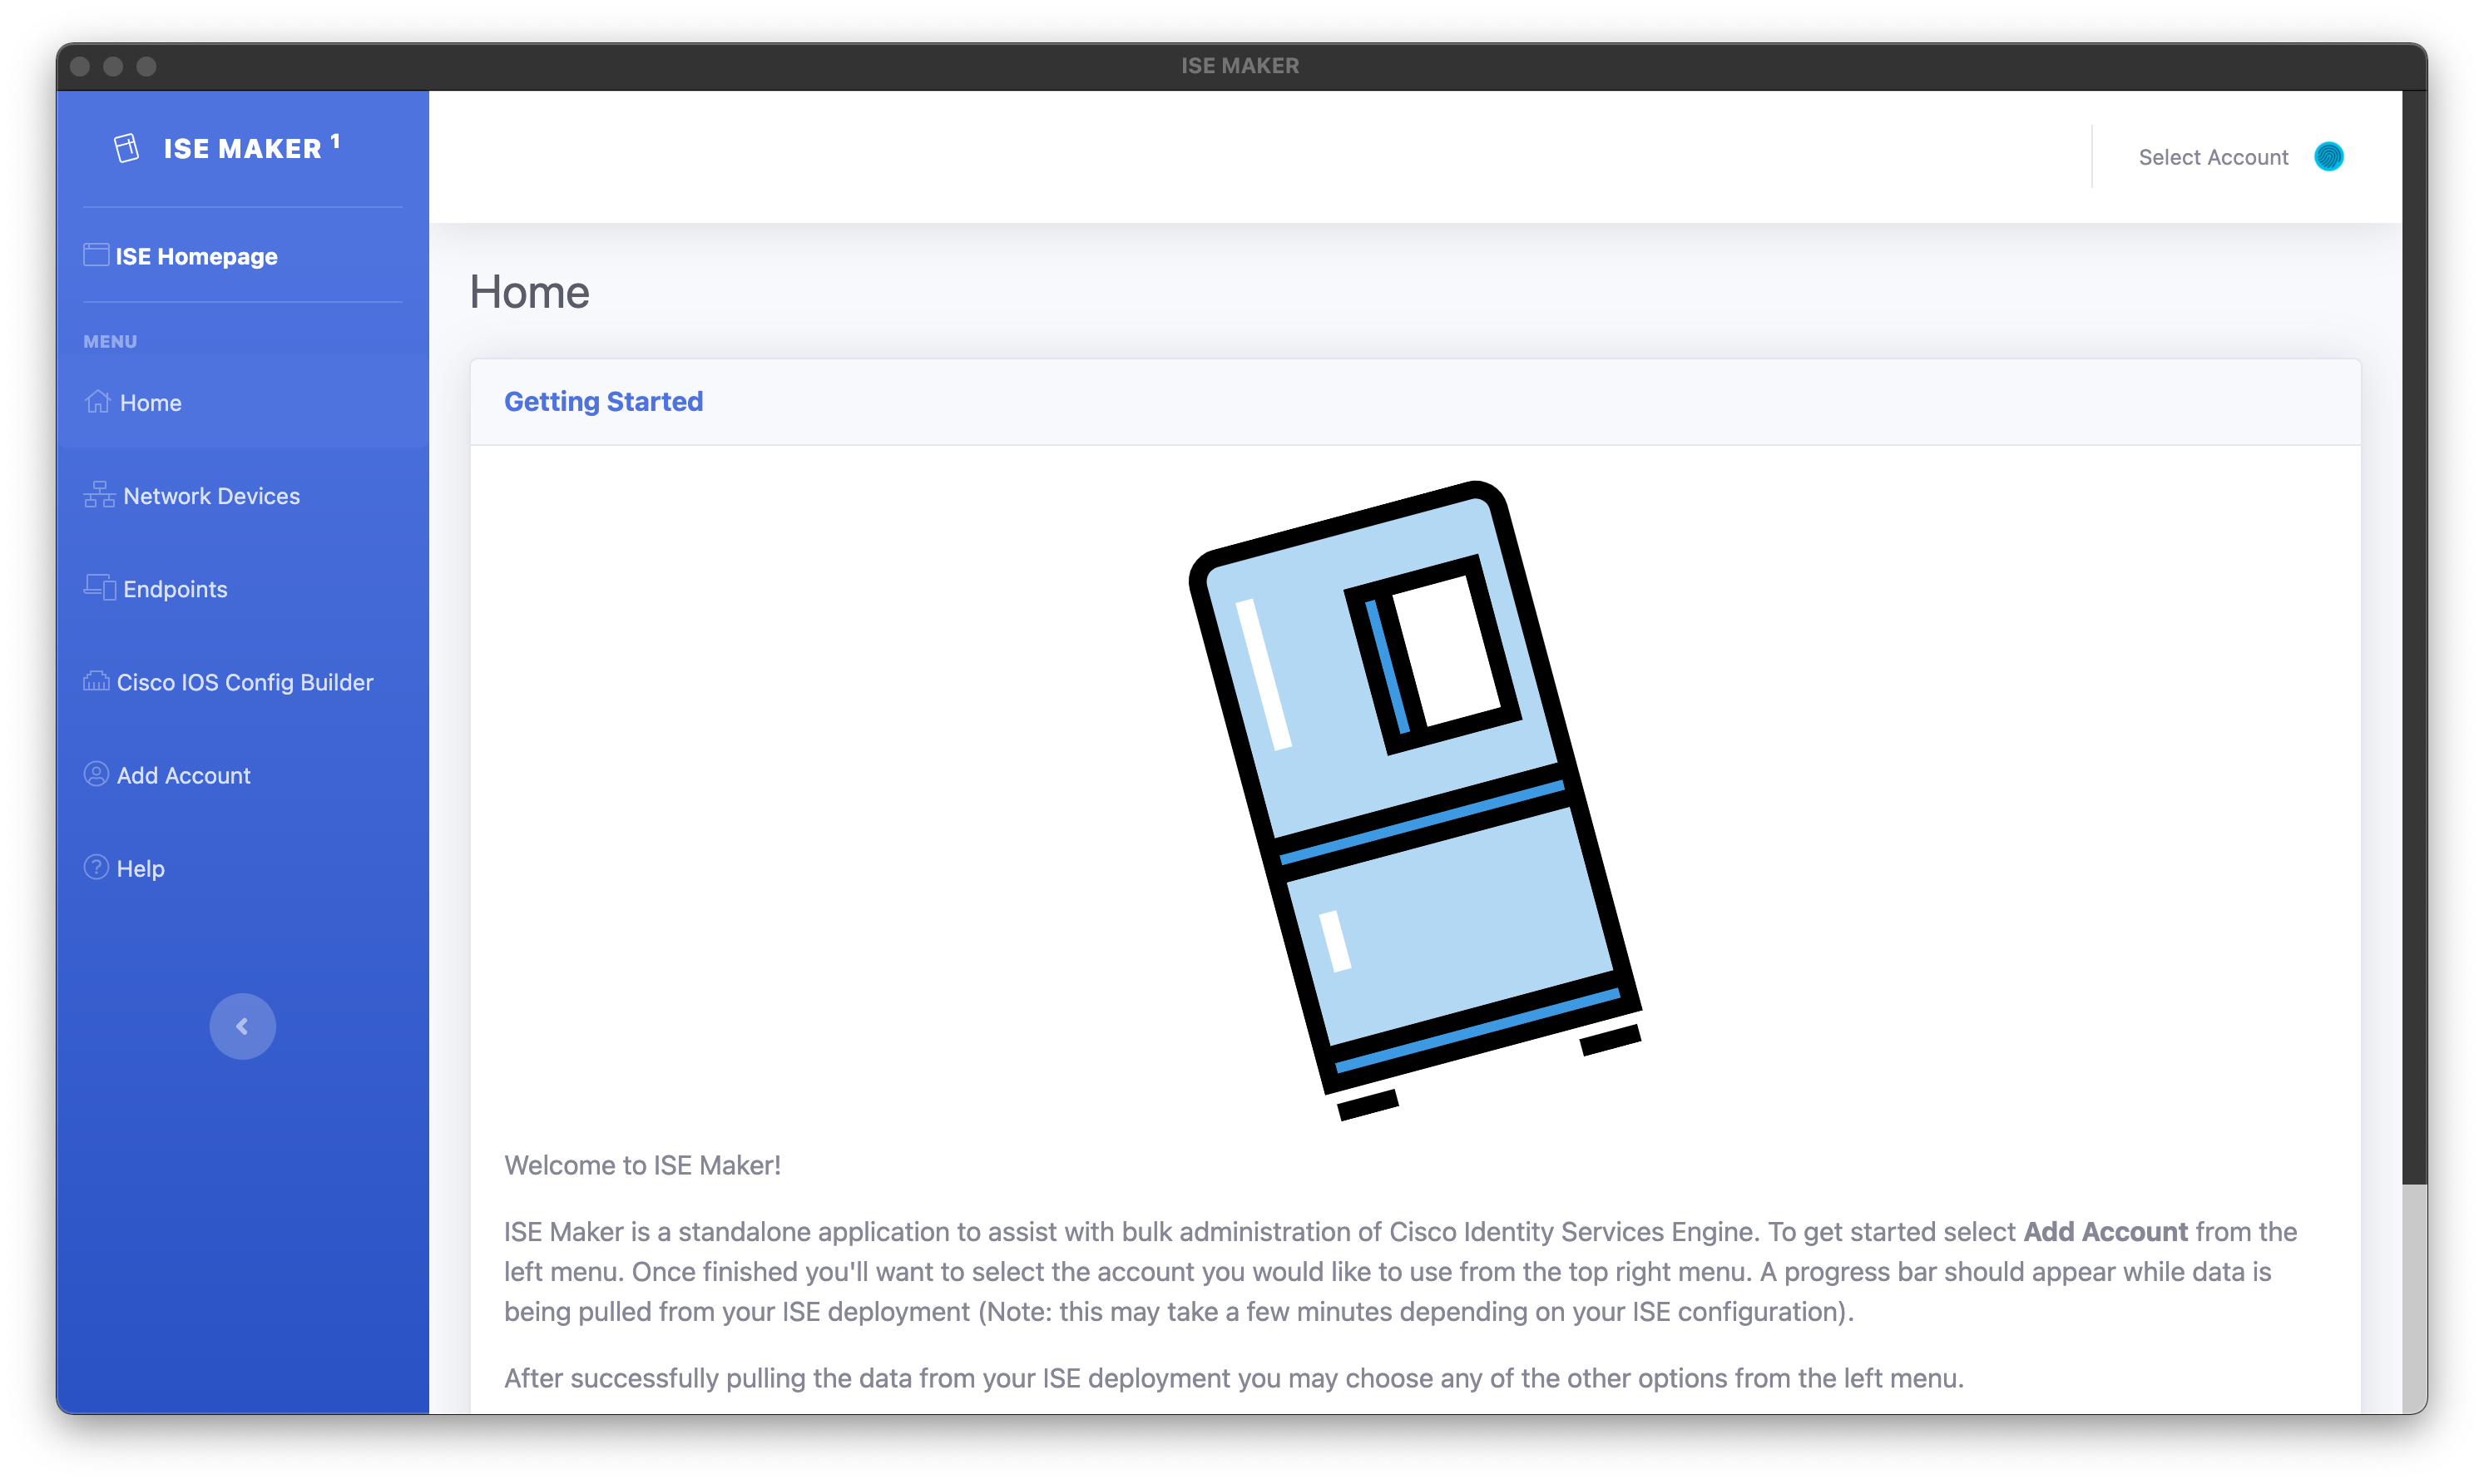 ISE MAKER
ISE MAKER 1
Select Account
ISE Homepage
MENU
Home
Network Devices
Endpoints
Cisco IOS Config Builder
Add Account
Help
Home
Getting Started
Welcome to ISE Maker!
ISE Maker is a standalone application to assist with bulk administration of Cisco Identity Services Engine. To get started select Add Account from the
left menu. Once finished you'll want to select the account you would like to use from the top right menu. A progress bar should appear while data is
being pulled from your ISE deployment (Note: this may take a few minutes depending on your ISE configuration).
After successfully pulling the data from your ISE deployment you may choose any of the other options from the left menu.